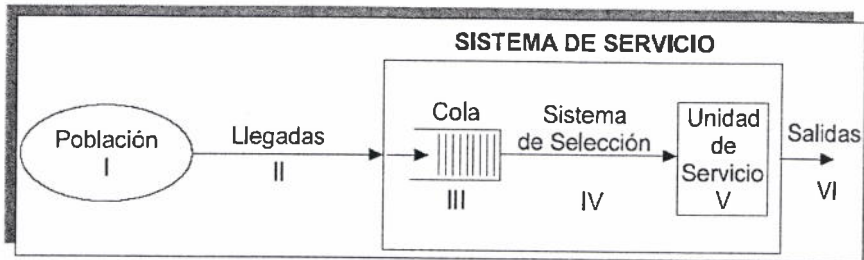 SISTEMA DE SERVICIO
Población
I
Llegadas
II
Cola
III
Sistema
de Selección
IV
Unidad
de
Servicio
V
Salidas
VI